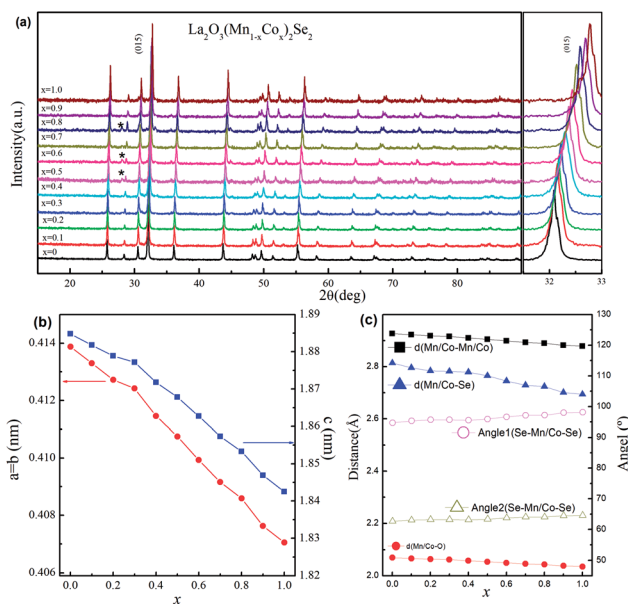 (a)
La2O3(Mn1-xCox)2Se2
(015)
(015)
Intensity(a.u.)
x=1.0
x=0.9
x=0.8
*
x=0.7
x=0.6
*
x=0.5
*
x=0.4
x=0.3
x=0.2
x=0.1
x=0
20 30 40 50 60 70 80
32 33
2θ(deg)
(b)
a=b (nm)
0.414
0.412
0.410
0.408
0.406
1.89
1.88
1.87
1.86
1.85
1.84
1.83
1.82
c (nm)
0.0 0.2 0.4 0.6 0.8 1.0
x
(c)
Distance(Å)
2.8
2.6
2.4
2.2
2.0
d(Mn/Co-Mn/Co)
d(Mn/Co-Se)
Angle1(Se-Mn/Co-Se)
Angle2(Se-Mn/Co-Se)
d(Mn/Co-O)
130
120
110
100
90
80
70
60
50
Angel (º)
0.0 0.2 0.4 0.6 0.8 1.0
x